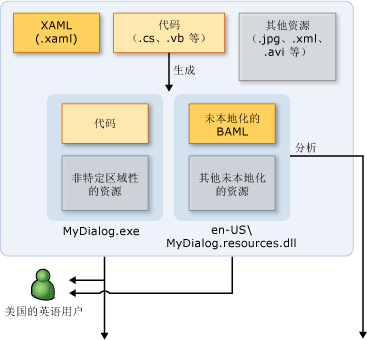 XAML
(.xaml)
代码
（.cs、.vb 等）
其他资源
（.jpg、.xml、
.avi 等）
生成
代码
未本地化的
BAML
分析
非特定区域性
的资源
其他未本地化
的资源
MyDialog.exe
en-US\
MyDialog.resources.dll
美国的英语用户